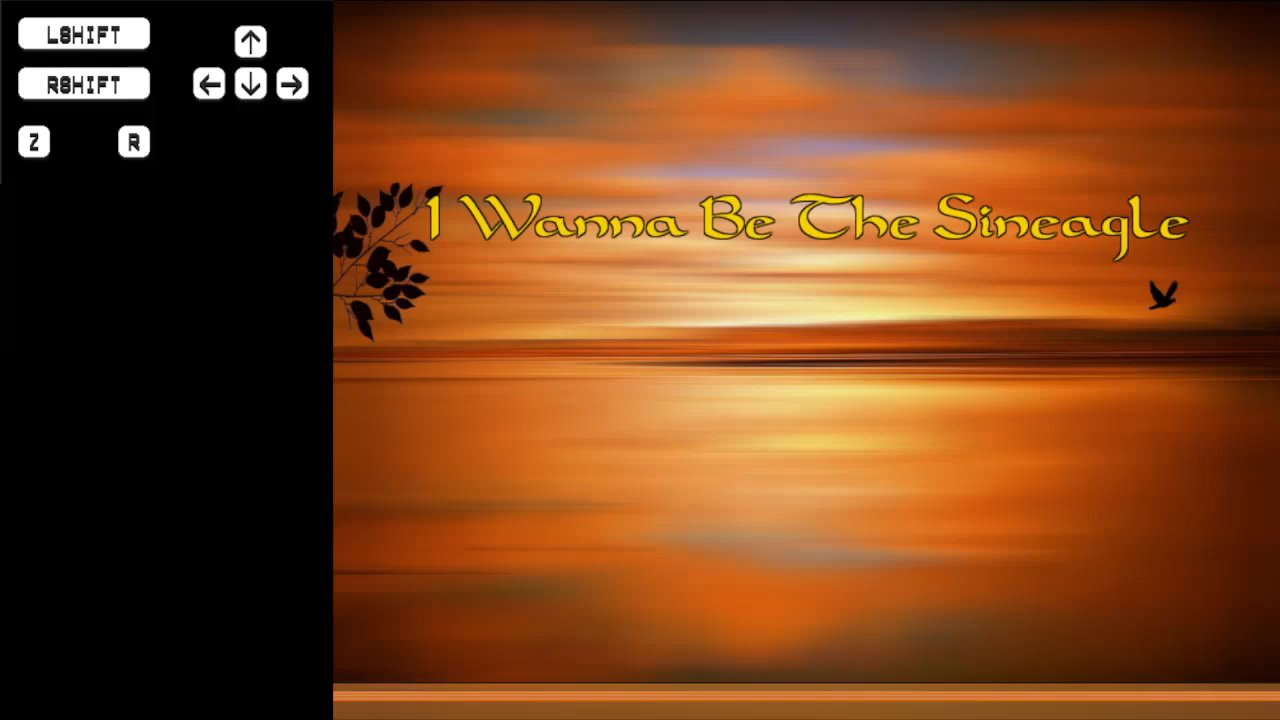 LSHIFT
RSHIFT
↑
← ↓ →
Z R
I Wanna Be The Sineagle